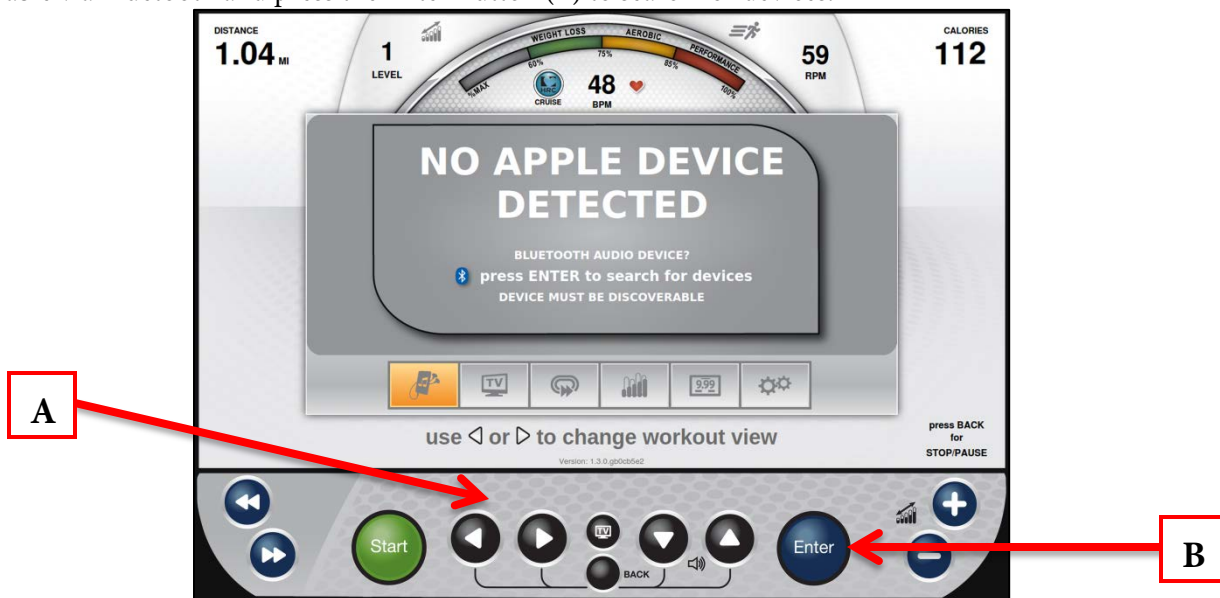 DISTANCE
1.04 MI
1
LEVEL
%MAX
60%
WEIGHT LOSS
75%
AEROBIC
85%
PERFORMANCE
100%
HRC
CRUISE
48
BPM
59
RPM
CALORIES
112
NO APPLE DEVICE
DETECTED
BLUETOOTH AUDIO DEVICE?
press ENTER to search for devices
DEVICE MUST BE DISCOVERABLE
TV
9.99
use ◁ or ▷ to change workout view
Version: 1.3.0.gb0cb5e2
press BACK
for
STOP/PAUSE
A
Start
TV
BACK
Enter
B